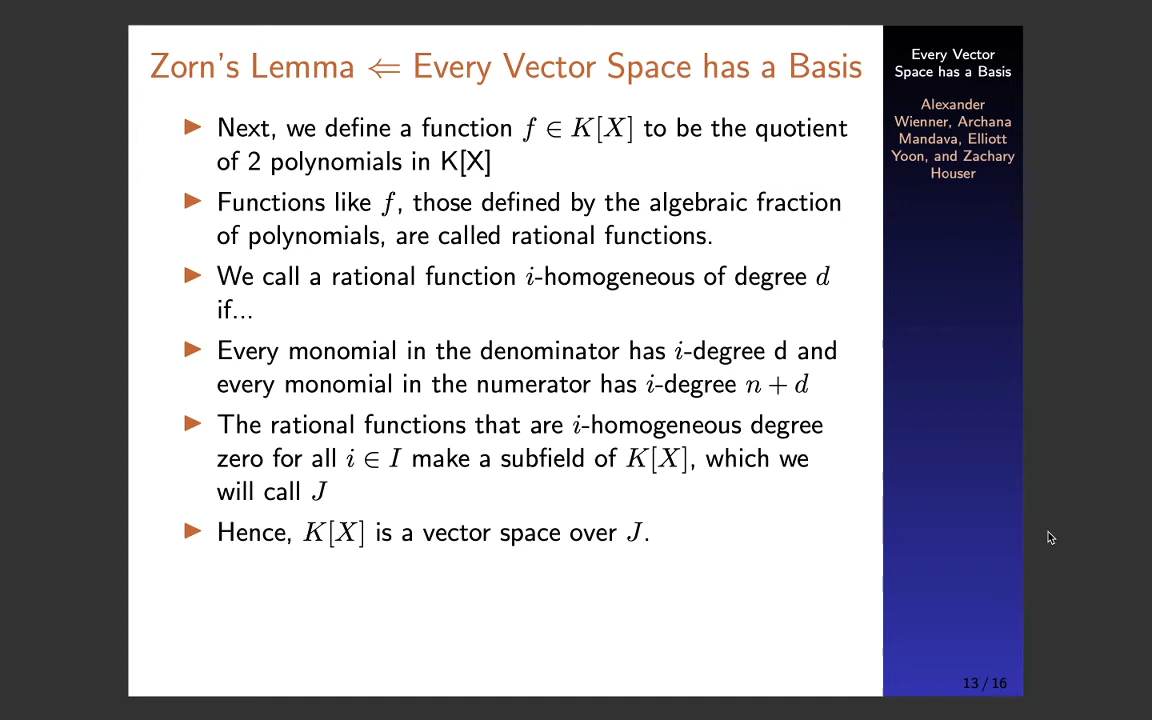 Zorn's Lemma ⇐ Every Vector Space has a Basis
Next, we define a function f ∈ K[X] to be the quotient
of 2 polynomials in K[X]
Functions like f, those defined by the algebraic fraction
of polynomials, are called rational functions.
We call a rational function i-homogeneous of degree d
if...
Every monomial in the denominator has i-degree d and
every monomial in the numerator has i-degree n + d
The rational functions that are i-homogeneous degree
zero for all i ∈ I make a subfield of K[X], which we
will call J
Hence, K[X] is a vector space over J.
Every Vector
Space has a Basis
Alexander
Wienner, Archana
Mandava, Elliott
Yoon, and Zachary
Houser
13 / 16